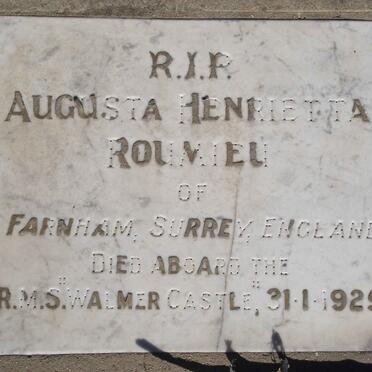 R.I.P.
AUGUSTA HENRIETTA
ROUMIEU
OF
FARNHAM, SURREY, ENGLAND
DIED ABOARD THE
R.M.S. "WALMER CASTLE", 31-1-1929